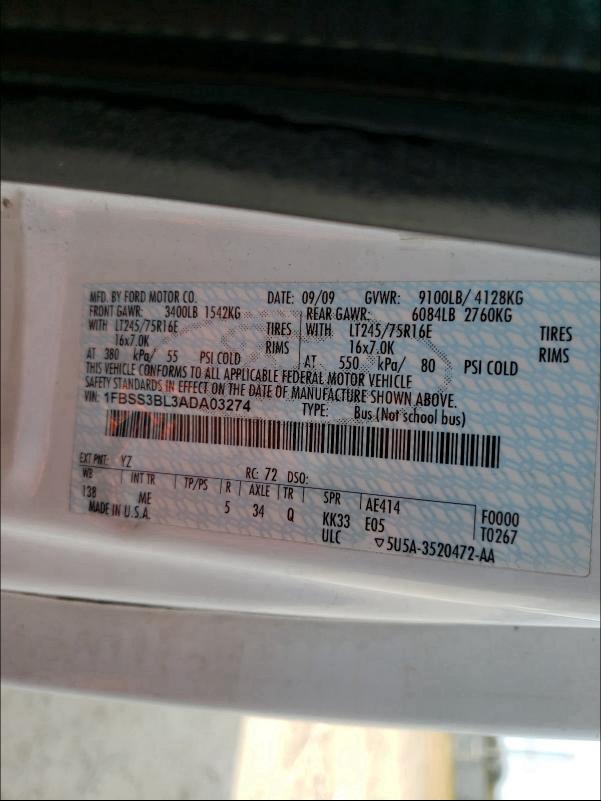 MFD. BY FORD MOTOR CO. DATE: 09/09 GVWR: 9100LB/ 4128KG
FRONT GAWR: 3400LB 1542KG REAR GAWR: 6084LB 2760KG
WITH LT245/75R16E TIRES WITH LT245/75R16E TIRES
16x7.0K RIMS 16x7.0K RIMS
AT 380 kPa/ 55 PSI COLD AT 550 kPa/ 80 PSI COLD
THIS VEHICLE CONFORMS TO ALL APPLICABLE FEDERAL MOTOR VEHICLE
SAFETY STANDARDS IN EFFECT ON THE DATE OF MANUFACTURE SHOWN ABOVE.
VIN: 1FBSS3BL3ADA03274 TYPE: Bus (Not school bus)
EXT PNT: YZ RC: 72 DSO:
WB INT TR TP/PS R AXLE TR SPR AE414 F0000
138 ME 5 34 Q KK33 E05 T0267
MADE IN U.S.A. ULC ▽5U5A-3520472-AA